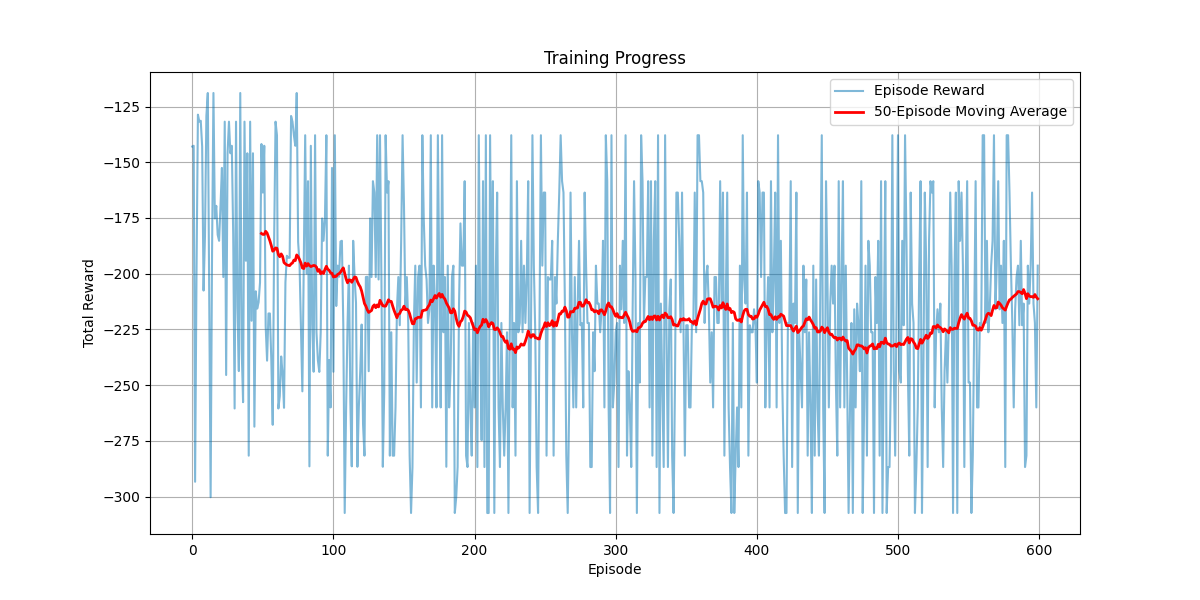 Training Progress
Episode Reward
50-Episode Moving Average
Total Reward
−125
−150
−175
−200
−225
−250
−275
−300
0 100 200 300 400 500 600
Episode